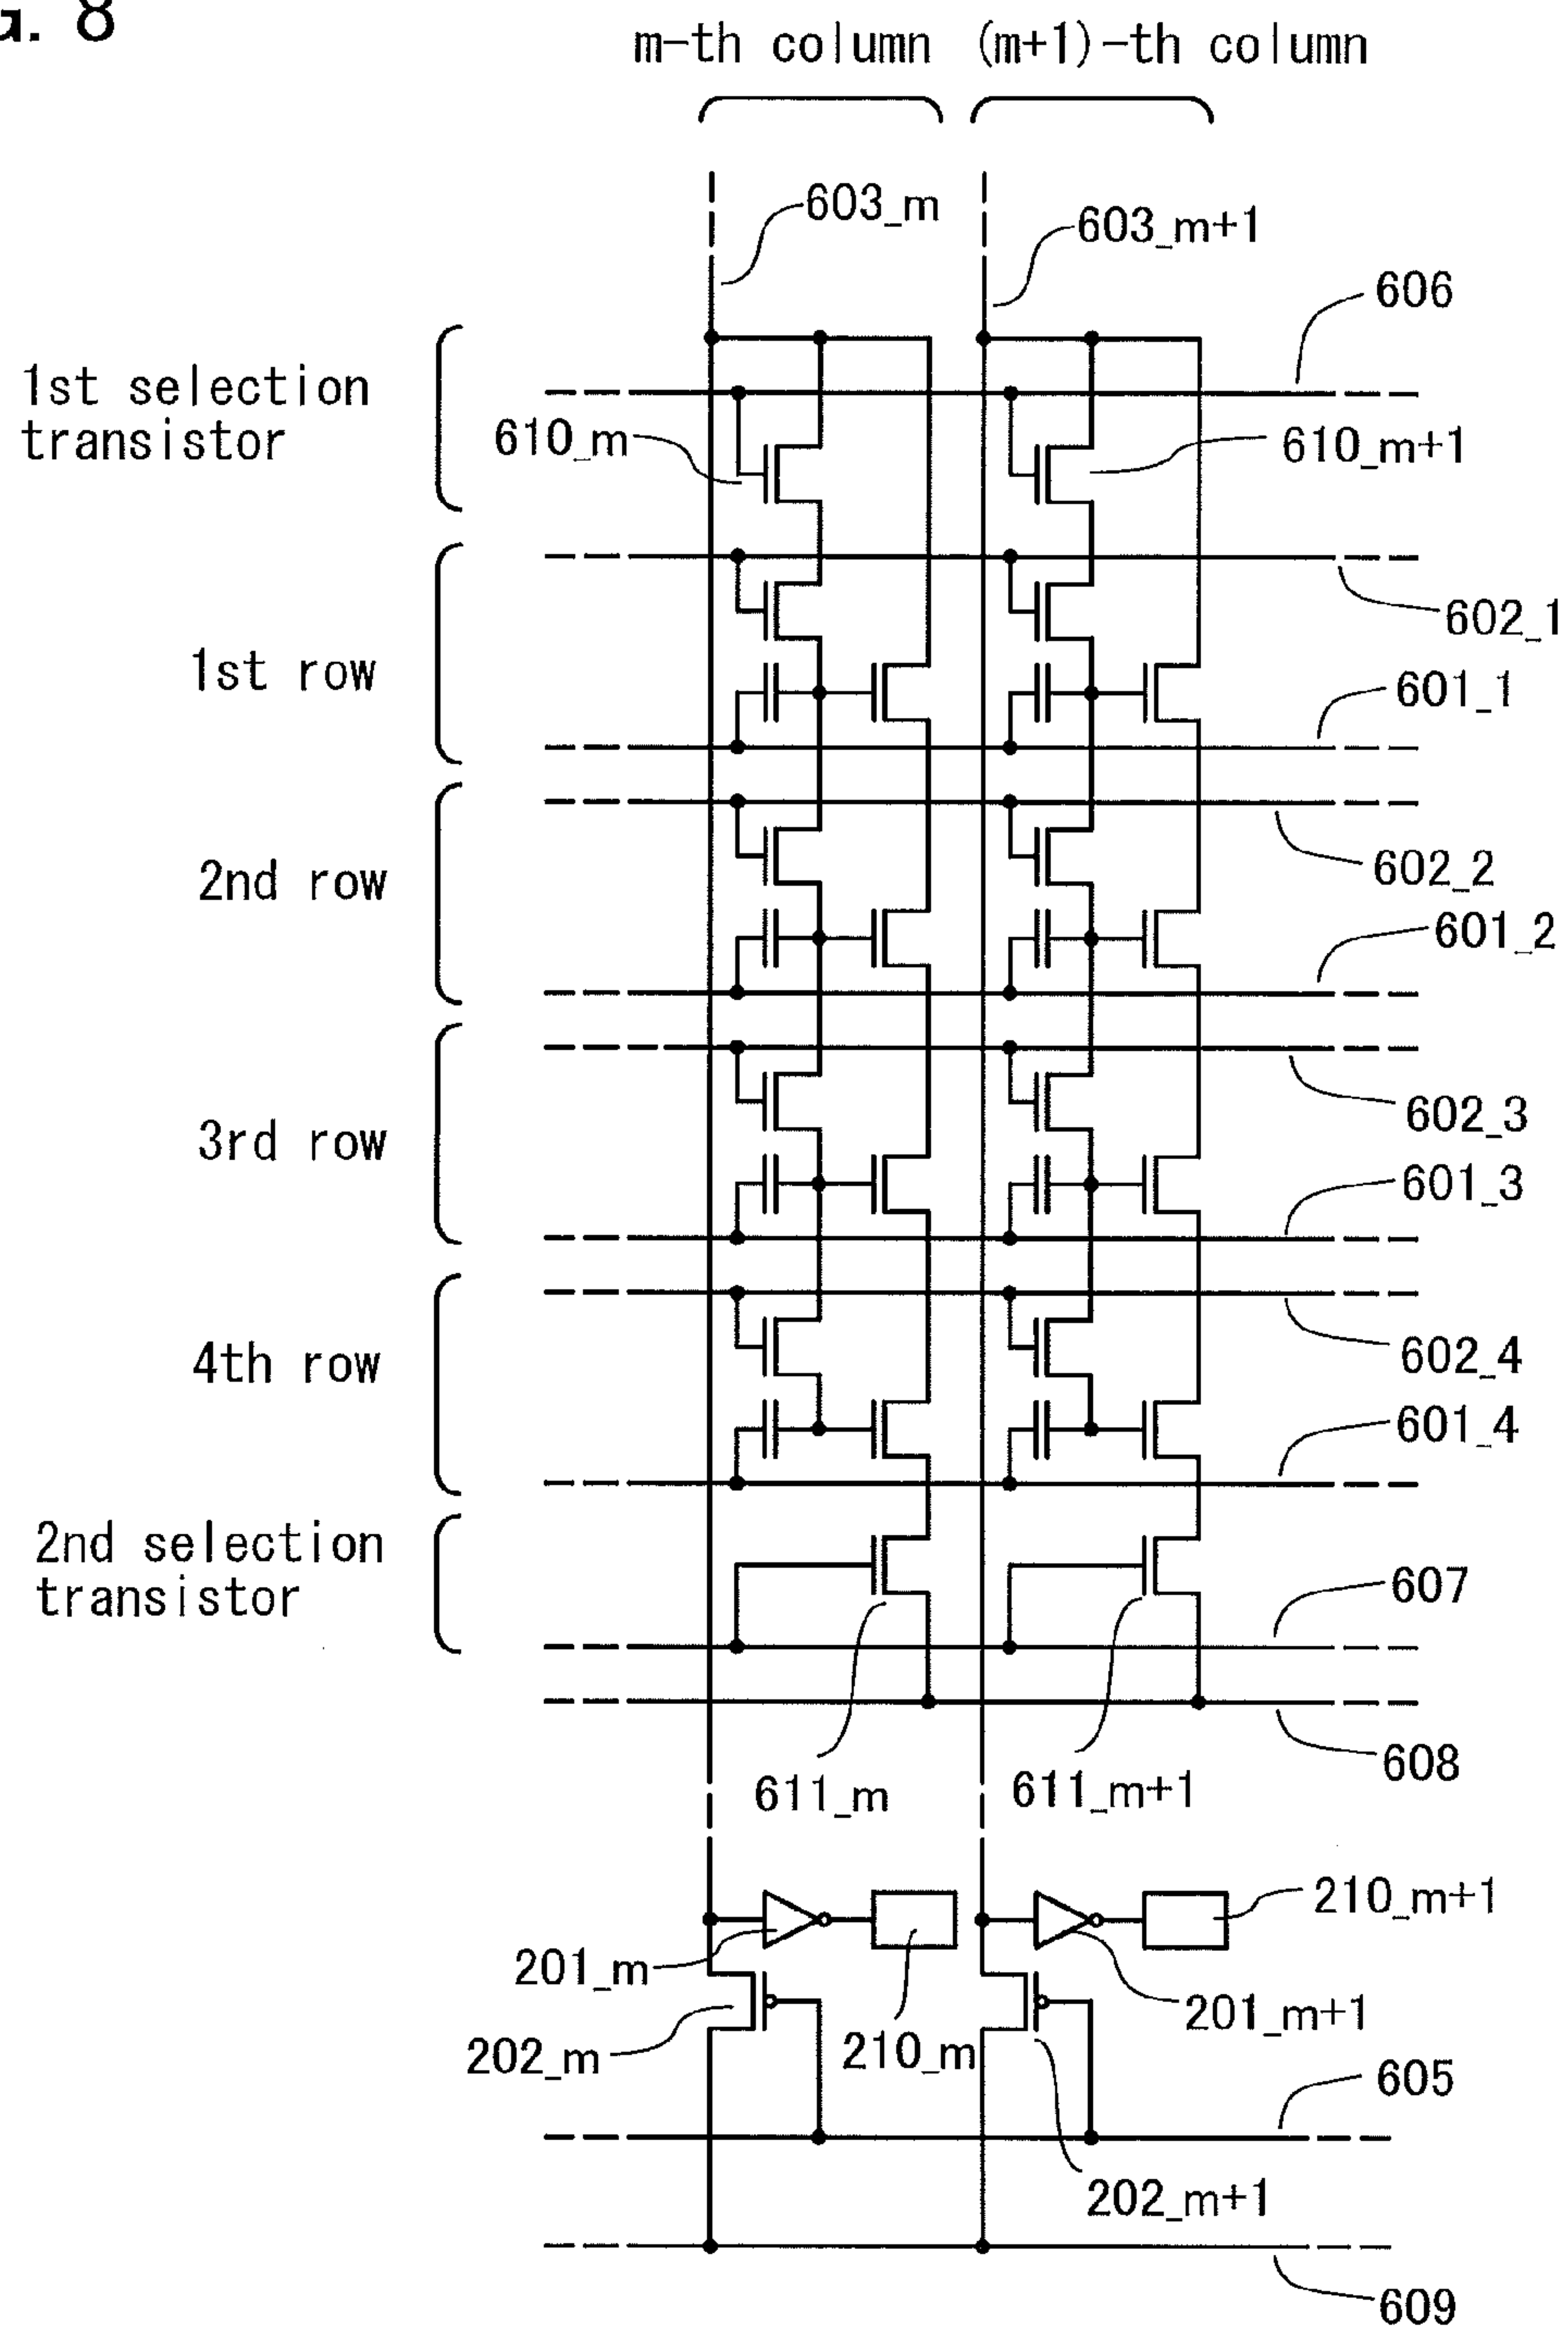 G. 8
m-th column (m+1)-th column
603_m
603_m+1
606
1st selection
transistor
610_m
610_m+1
602_1
1st row
601_1
2nd row
602_2
601_2
602_3
3rd row
601_3
4th row
602_4
601_4
2nd selection
transistor
607
608
611_m
611_m+1
210_m+1
201_m
201_m+1
202_m
210_m
605
202_m+1
609